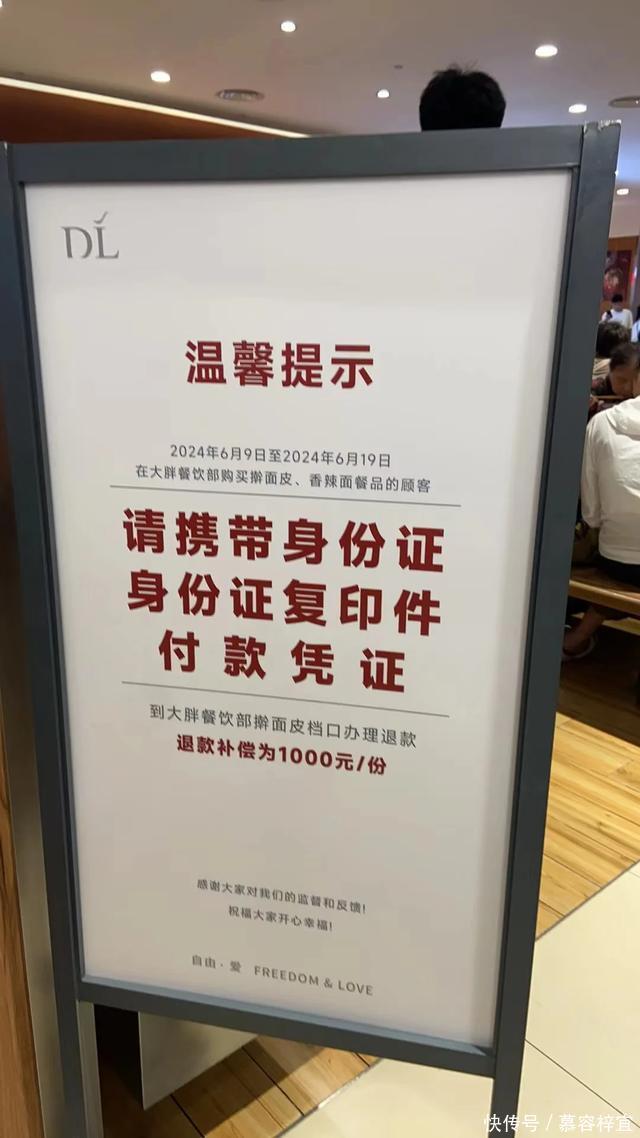 DL
温馨提示
2024年6月9日至2024年6月19日
在大胖餐饮部购买擀面皮、香辣面餐品的顾客
请携带身份证
身份证复印件
付款凭证
到大胖餐饮部擀面皮档口办理退款
退款补偿为1000元/份
感谢大家对我们的监督和反馈!
祝福大家开心幸福!
自由·爱 FREEDOM & LOVE
快传号/慕容梓宜